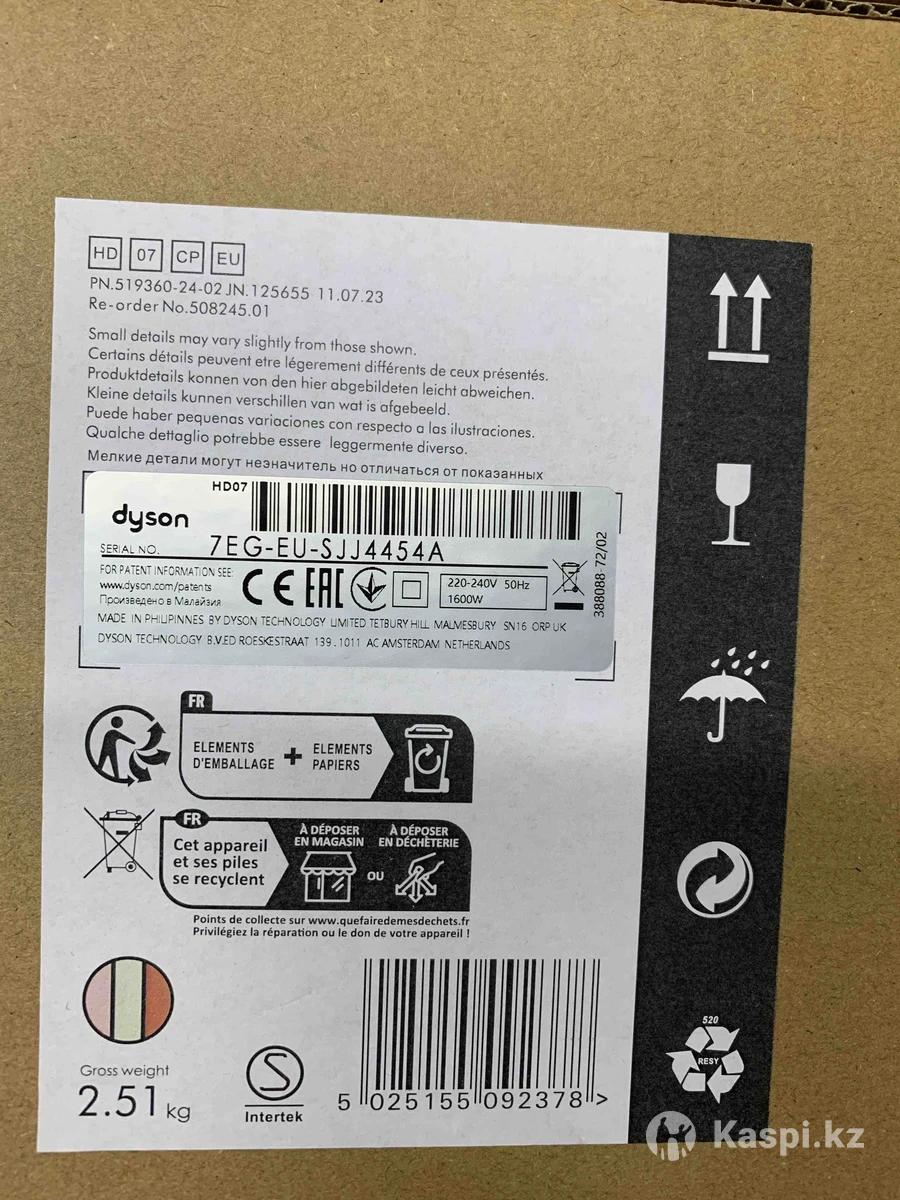 HD 07 CP EU
PN.519360-24-02 JN.125655 11.07.23
Re-order No.508245.01
Small details may vary slightly from those shown.
Certains détails peuvent etre légerement différents de ceux présentés.
Produktdetails konnen von den hier abgebildeten leicht abweichen.
Kleine details kunnen verschillen van wat is afgebeeld.
Puede haber pequenas variaciones con respecto a las ilustraciones.
Qualche dettaglio potrebbe essere leggermente diverso.
Мелкие детали могут незначитель но отличаться от показанных
HD07
dyson
SERIAL NO. 7EG-EU-SJJ4454A
FOR PATENT INFORMATION SEE:
www.dyson.com/patents
Произведено в Малайзия
CE EAC
220-240V 50Hz
1600W
388088-72/02
MADE IN PHILIPINNES BY DYSON TECHNOLOGY LIMITED TETBURY HILL MALMESBURY SN16 ORP UK
DYSON TECHNOLOGY B.V.ED ROESKESTRAAT 139.1011 AC AMSTERDAM NETHERLANDS
FR
ELEMENTS
D'EMBALLAGE
+
ELEMENTS
PAPIERS
FR
Cet appareil
et ses piles
se recyclent
À DÉPOSER
EN MAGASIN
OU
À DÉPOSER
EN DÉCHÈTERIE
Points de collecte sur www.quefairedemesdechets.fr
Privilégiez la réparation ou le don de votre appareil !
Gross weight
2.51 kg
S
Intertek
5 025155 092378 >
520
RESY
Kaspi.kz